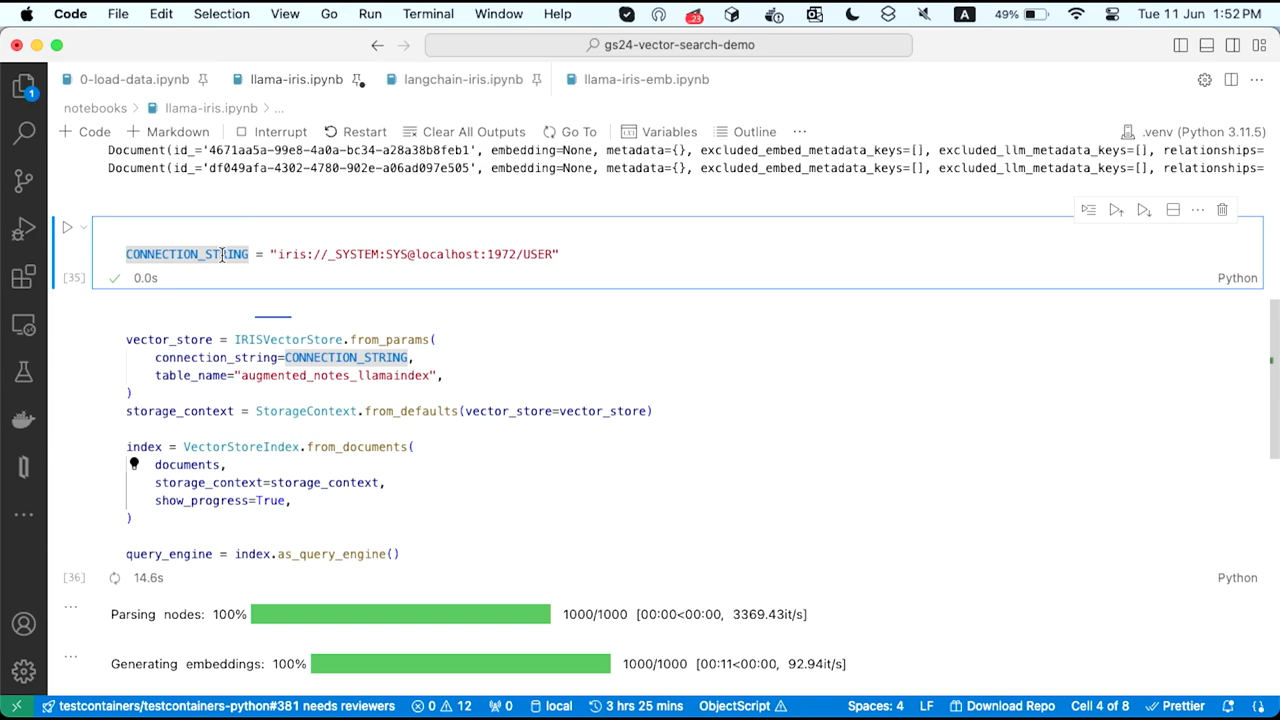 Code File Edit Selection View Go Run Terminal Window Help 23 A 49% Tue 11 Jun 1:52 PM
gs24-vector-search-demo
0-load-data.ipynb llama-iris.ipynb langchain-iris.ipynb llama-iris-emb.ipynb
notebooks > llama-iris.ipynb > ...
+ Code + Markdown Interrupt Restart Clear All Outputs Go To Variables Outline ... .venv (Python 3.11.5)
Document(id_='4671aa5a-99e8-4a0a-bc34-a28a38b8feb1', embedding=None, metadata={}, excluded_embed_metadata_keys=[], excluded_llm_metadata_keys=[], relationships=
Document(id_='df049afa-4302-4780-902e-a06ad097e505', embedding=None, metadata={}, excluded_embed_metadata_keys=[], excluded_llm_metadata_keys=[], relationships=
CONNECTION_STRING = "iris://_SYSTEM:SYS@localhost:1972/USER"
[35] 0.0s Python
vector_store = IRISVectorStore.from_params(
connection_string=CONNECTION_STRING,
table_name="augmented_notes_llamaindex",
)
storage_context = StorageContext.from_defaults(vector_store=vector_store)
index = VectorStoreIndex.from_documents(
documents,
storage_context=storage_context,
show_progress=True,
)
query_engine = index.as_query_engine()
[36] 14.6s Python
... Parsing nodes: 100% 1000/1000 [00:00<00:00, 3369.43it/s]
... Generating embeddings: 100% 1000/1000 [00:11<00:00, 92.94it/s]
1
testcontainers/testcontainers-python#381 needs reviewers 0 12 0 local 3 hrs 25 mins ObjectScript Spaces: 4 LF Download Repo Cell 4 of 8 Prettier